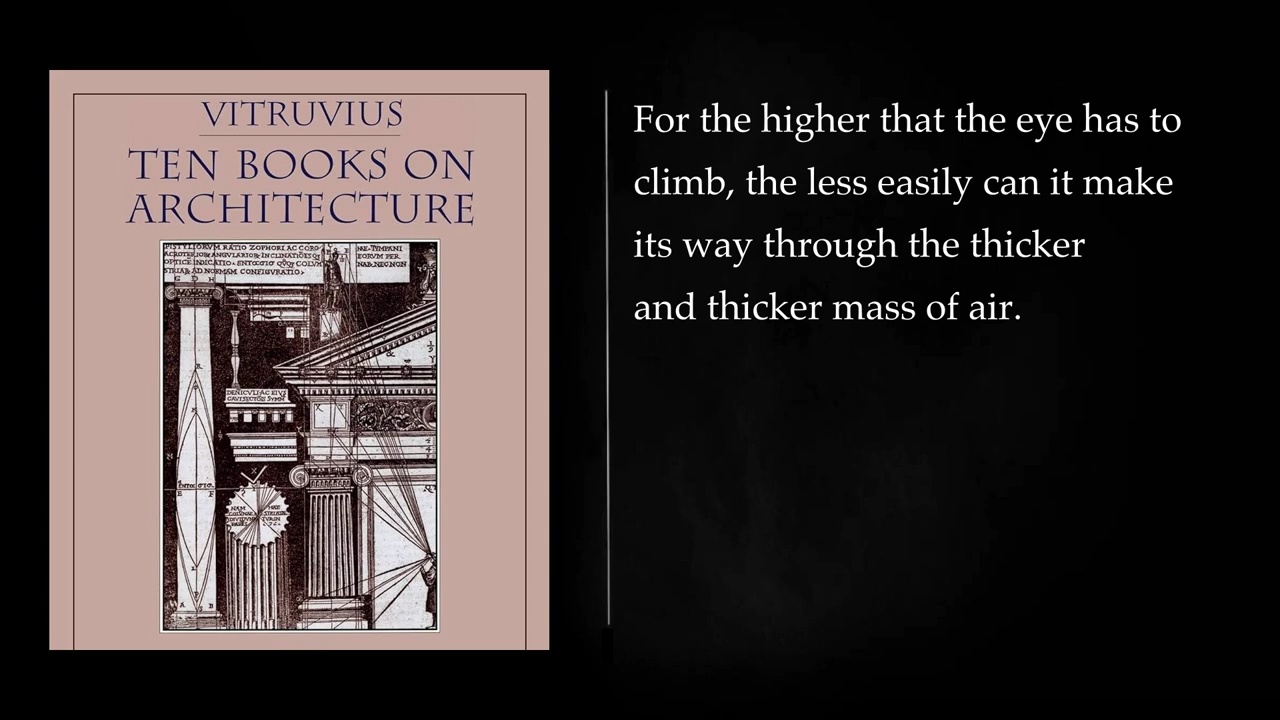 VITRUVIUS
TEN BOOKS ON
ARCHITECTURE
For the higher that the eye has to
climb, the less easily can it make
its way through the thicker
and thicker mass of air.